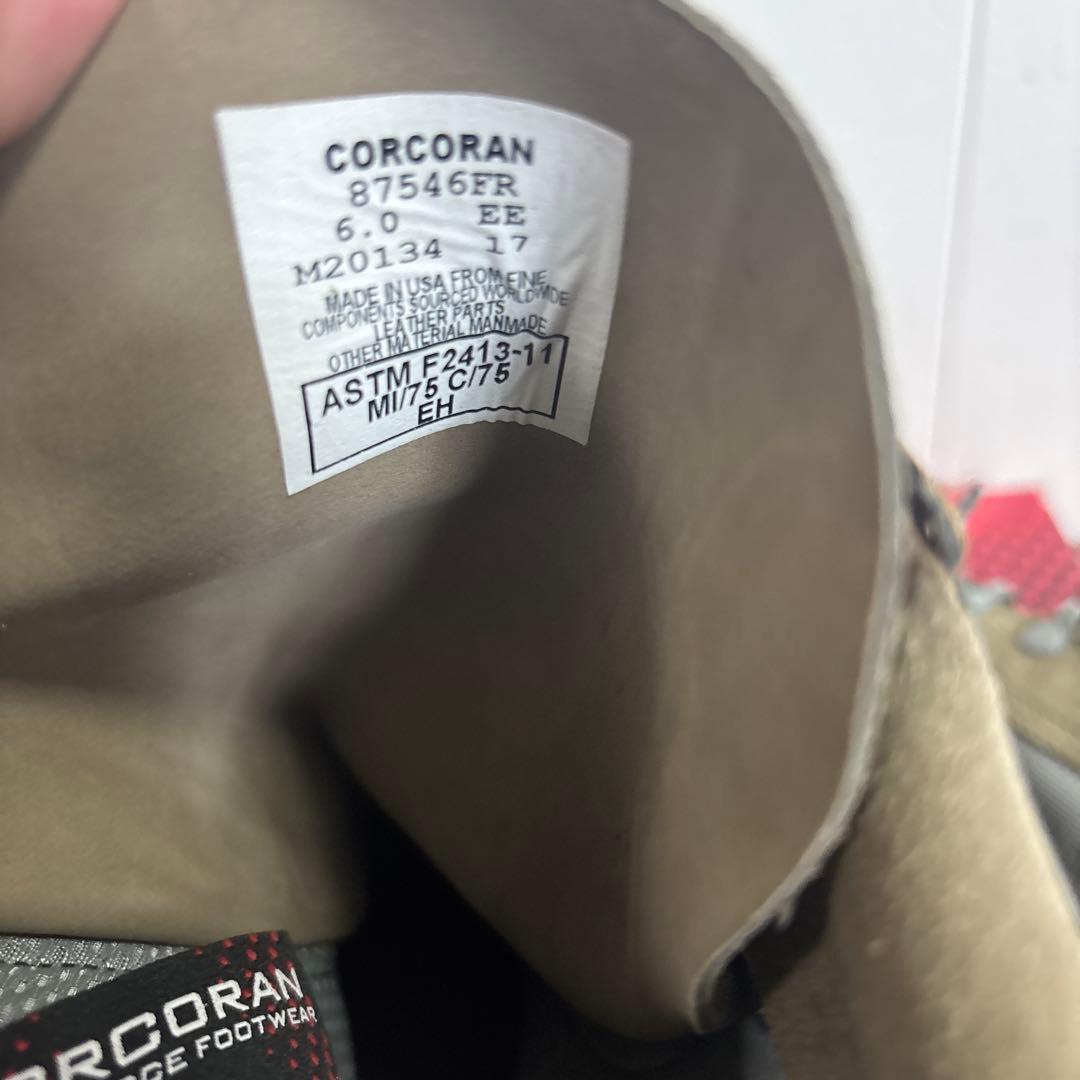 CORCORAN
87546FR
6.0 EE
M20134 17
MADE IN USA FROM FINE
COMPONENTS SOURCED WORLDWIDE
LEATHER PARTS
OTHER MATERIAL MANMADE
ASTM F2413-11
MI/75 C/75
EH
CORCORAN
FOOTWEAR